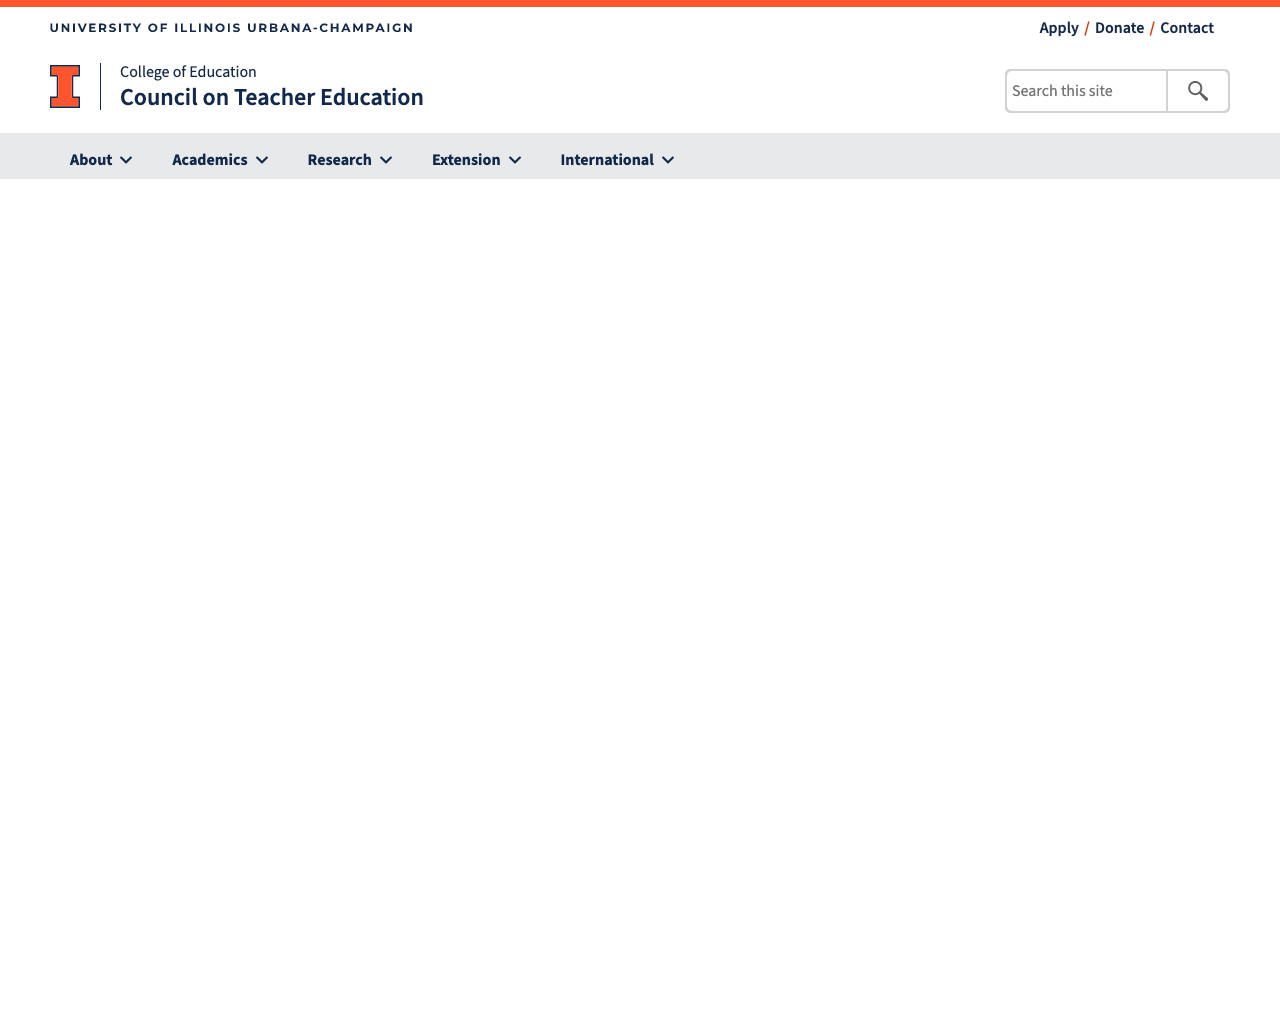 UNIVERSITY OF ILLINOIS URBANA-CHAMPAIGN
Apply / Donate / Contact
College of Education
Council on Teacher Education
Search this site
About Academics Research Extension International